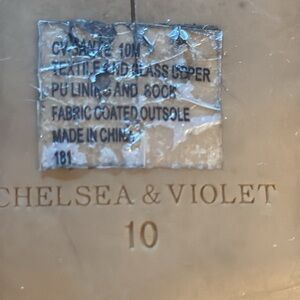 10M
TEXTILE AND GLASS UPPER
PU LINING AND SOCK
FABRIC COATED OUTSOLE
MADE IN CHINA
181
CHELSEA & VIOLET
10